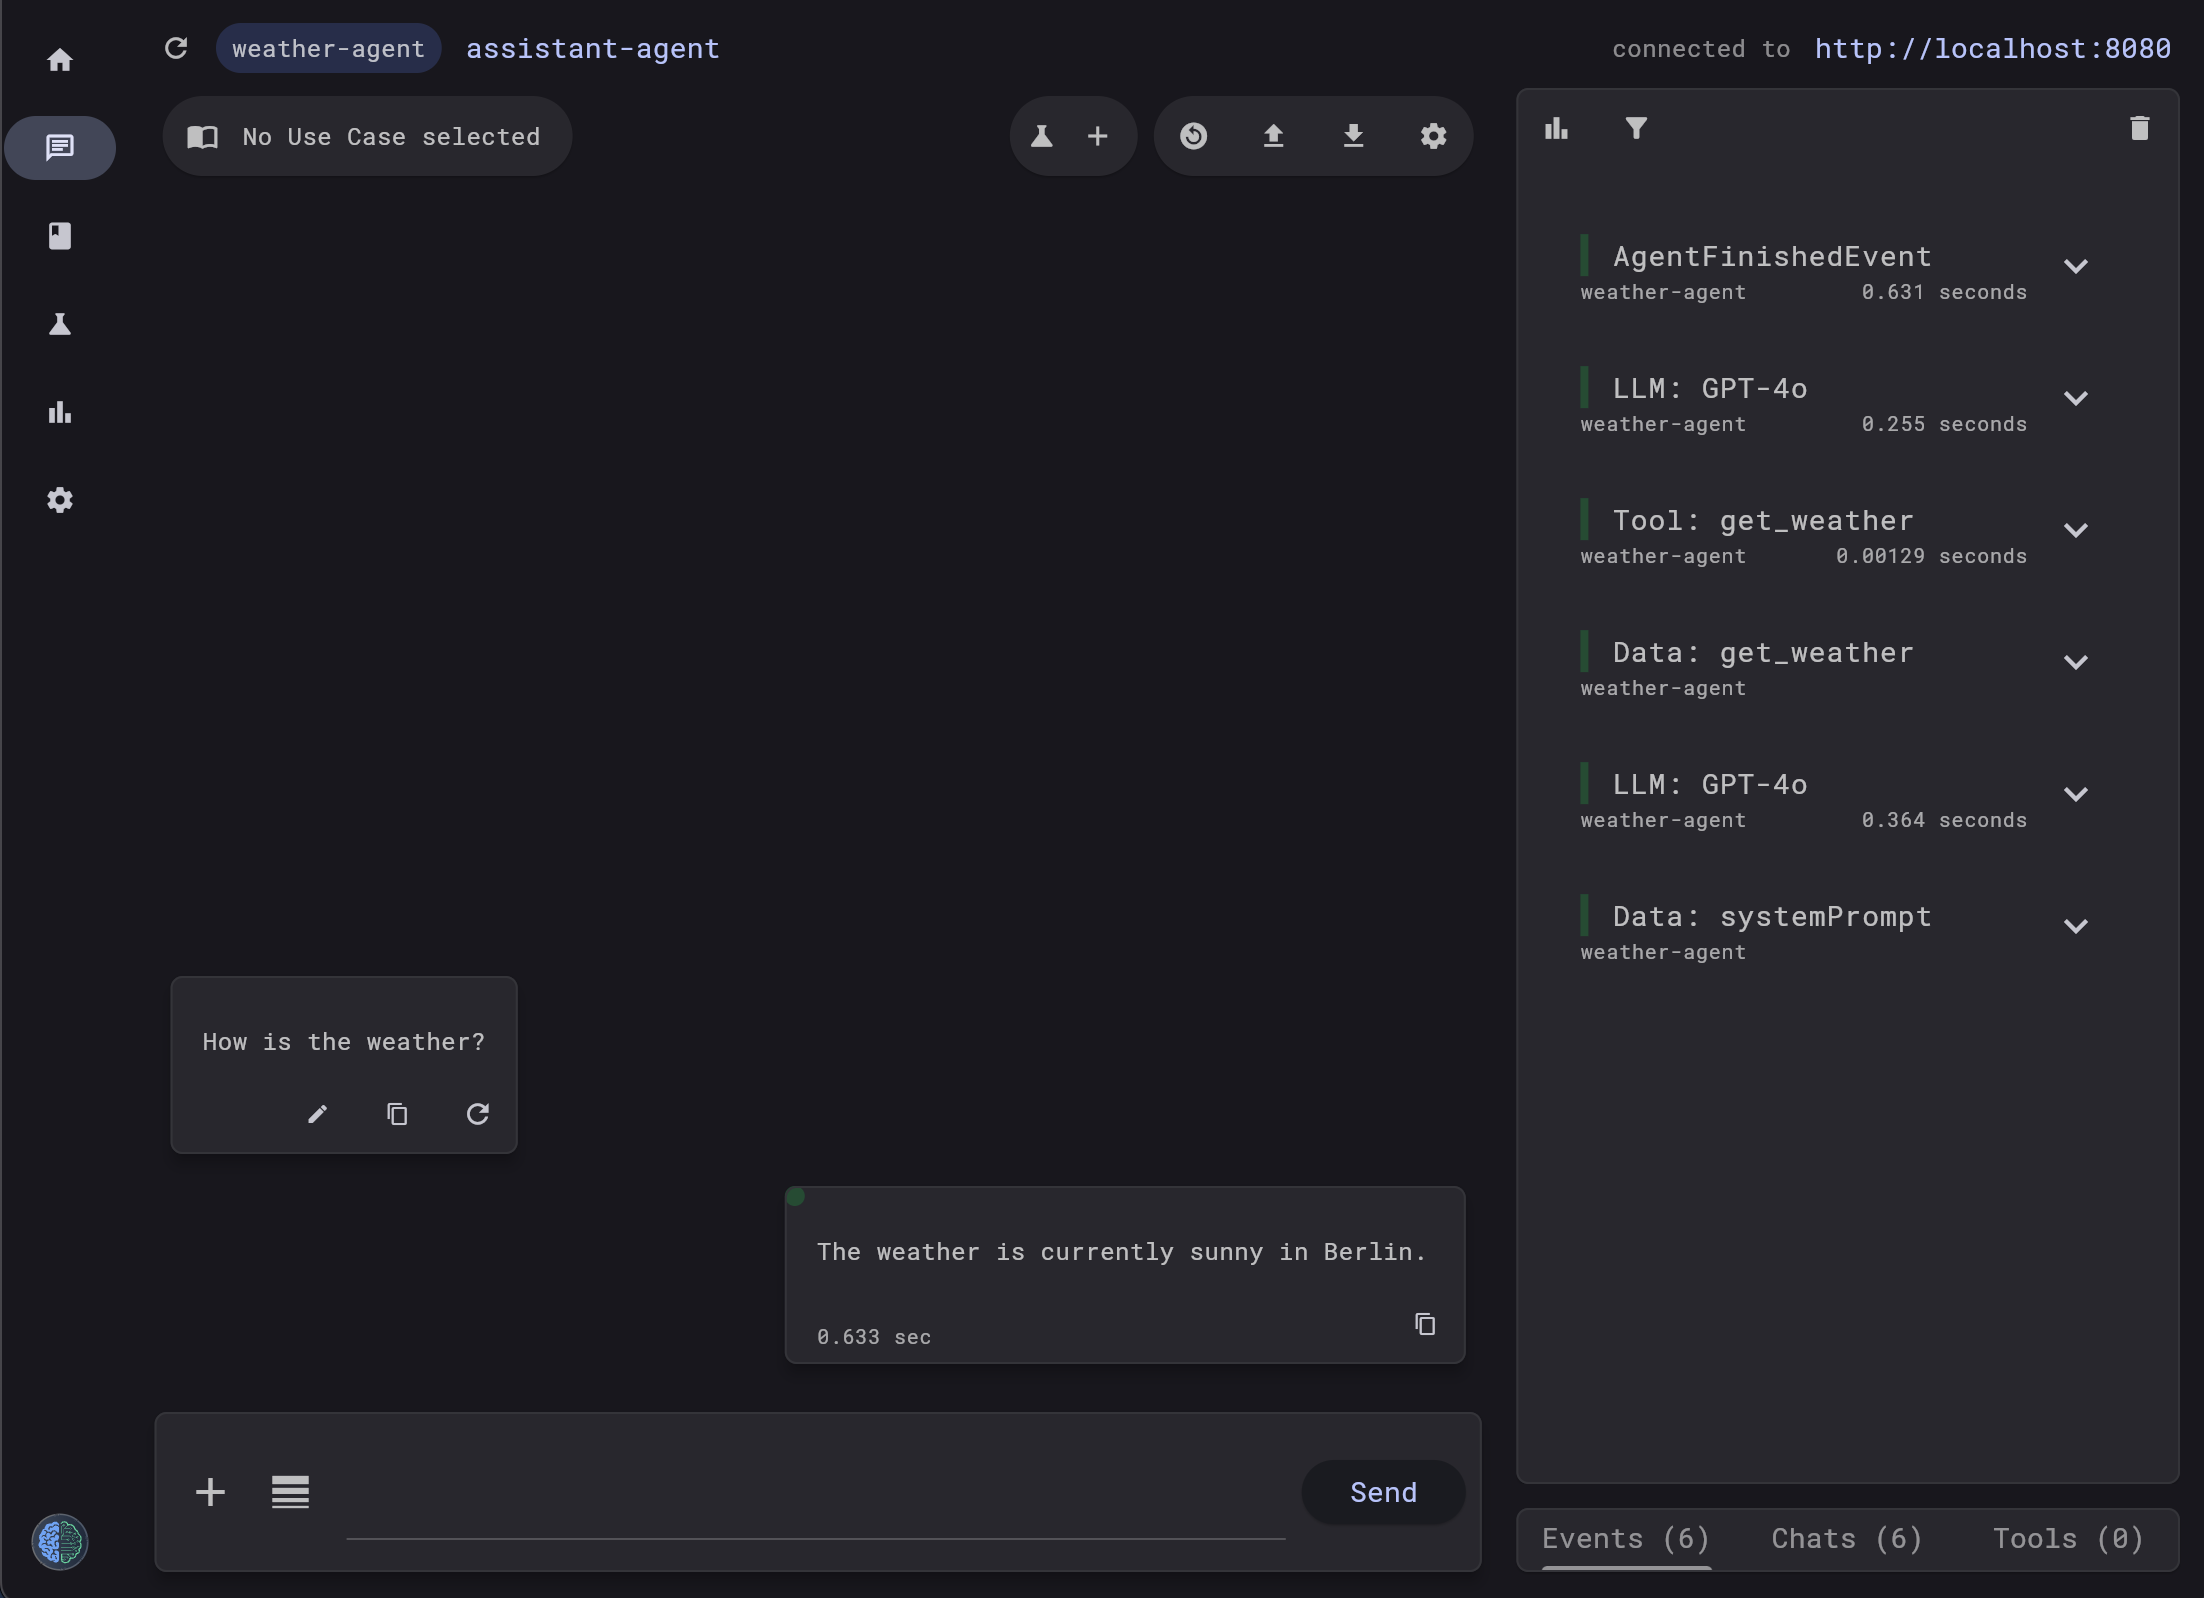 weather-agent assistant-agent connected to http://localhost:8080
No Use Case selected
AgentFinishedEvent
weather-agent 0.631 seconds
LLM: GPT-4o
weather-agent 0.255 seconds
Tool: get_weather
weather-agent 0.00129 seconds
Data: get_weather
weather-agent
LLM: GPT-4o
weather-agent 0.364 seconds
Data: systemPrompt
weather-agent
How is the weather?
The weather is currently sunny in Berlin.
0.633 sec
Send
Events (6) Chats (6) Tools (0)